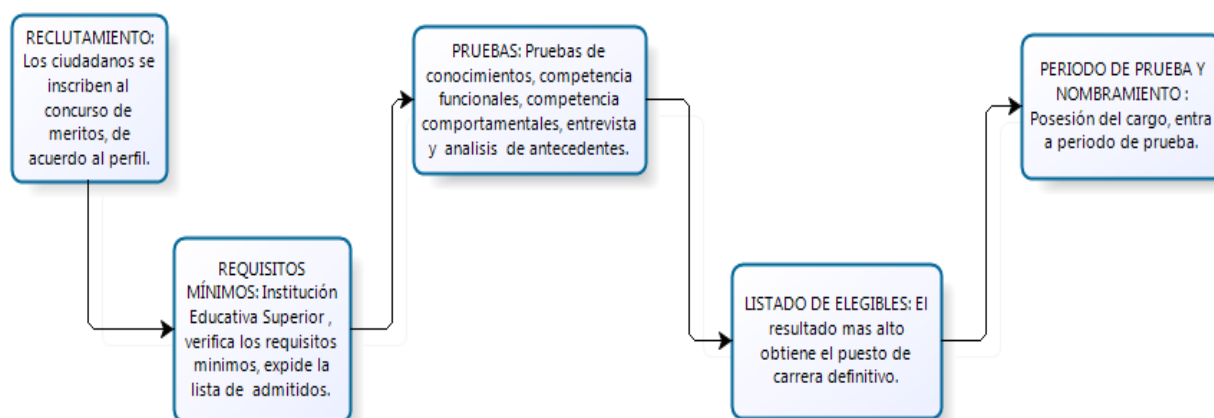 RECLUTAMIENTO:
Los ciudadanos se
inscriben al
concurso de
meritos, de
acuerdo al perfil.
REQUISITOS
MÍNIMOS: Institución
Educativa Superior ,
verifica los requisitos
minimos, expide la
lista de admitidos.
PRUEBAS: Pruebas de
conocimientos, competencia
funcionales, competencia
comportamentales, entrevista
y analisis de antecedentes.
LISTADO DE ELEGIBLES: El
resultado mas alto
obtiene el puesto de
carrera definitivo.
PERIODO DE PRUEBA Y
NOMBRAMIENTO :
Posesión del cargo, entra
a periodo de prueba.